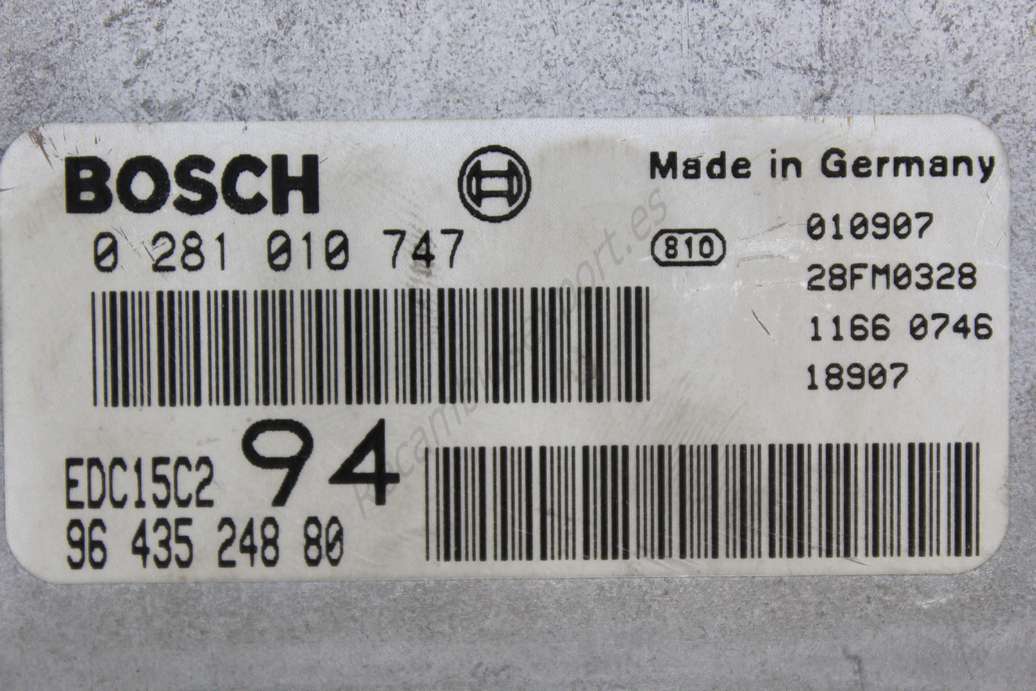 BOSCH
Made in Germany
0 281 010 747
810
010907
28FM0328
1166 0746
18907
EDC15C2
94
96 435 248 80